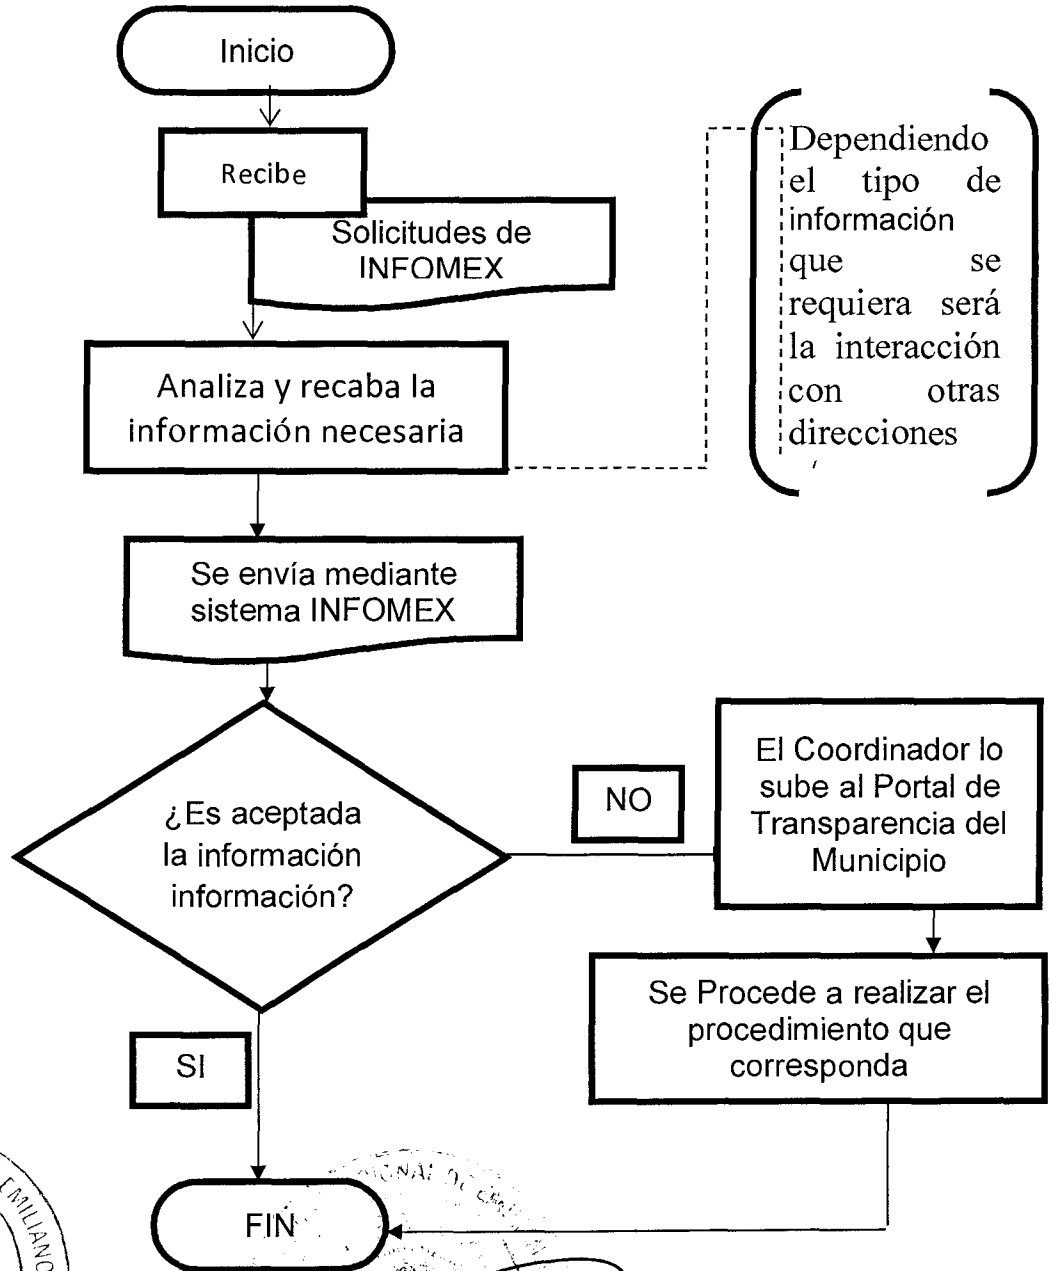 Inicio
Recibe
Solicitudes de
INFOMEX
Dependiendo
el tipo de
información
que se
requiera será
la interacción
con otras
direcciones
Analiza y recaba la
información necesaria
Se envía mediante
sistema INFOMEX
¿Es aceptada
la información
información?
NO
El Coordinador lo
sube al Portal de
Transparencia del
Municipio
Se Procede a realizar el
procedimiento que
corresponda
SI
FIN
EMILIANO